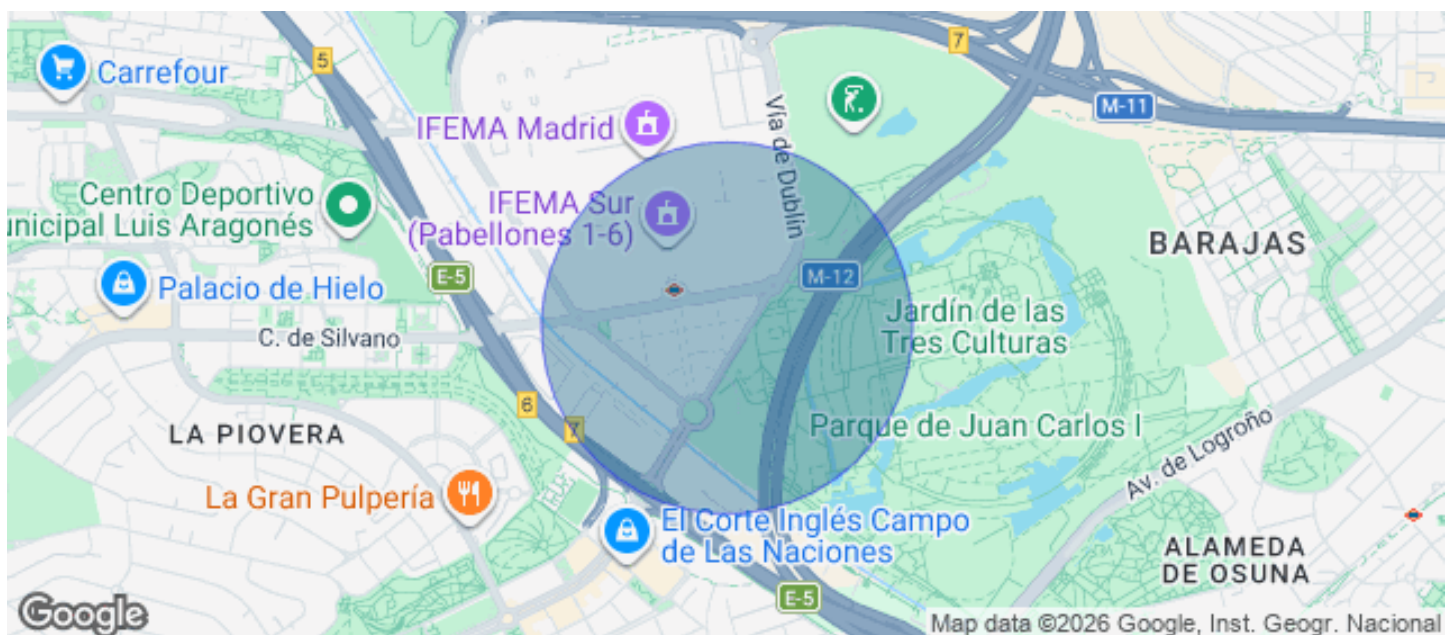 5
7
Carrefour
M-11
IFEMA Madrid
Vía de Dublín
Centro Deportivo
unicipal Luis Aragonés
IFEMA Sur
(Pabellones 1-6)
BARAJAS
E-5
M-12
Palacio de Hielo
C. de Silvano
Jardín de las
Tres Culturas
6
7
LA PIOVERA
Parque de Juan Carlos I
Av. de Logroño
La Gran Pulpería
El Corte Inglés Campo
de Las Naciones
ALAMEDA
DE OSUNA
E-5
Google
Map data ©2026 Google, Inst. Geogr. Nacional